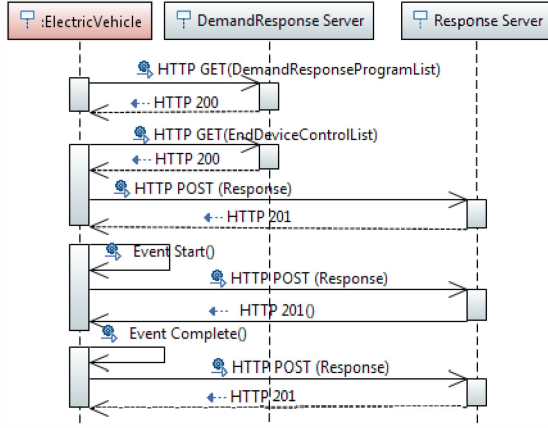 :ElectricVehicle
DemandResponse Server
Response Server
HTTP GET(DemandResponseProgramList)
HTTP 200
HTTP GET(EndDeviceControlList)
HTTP 200
HTTP POST (Response)
HTTP 201
Event Start()
HTTP POST (Response)
HTTP 201()
Event Complete()
HTTP POST (Response)
HTTP 201